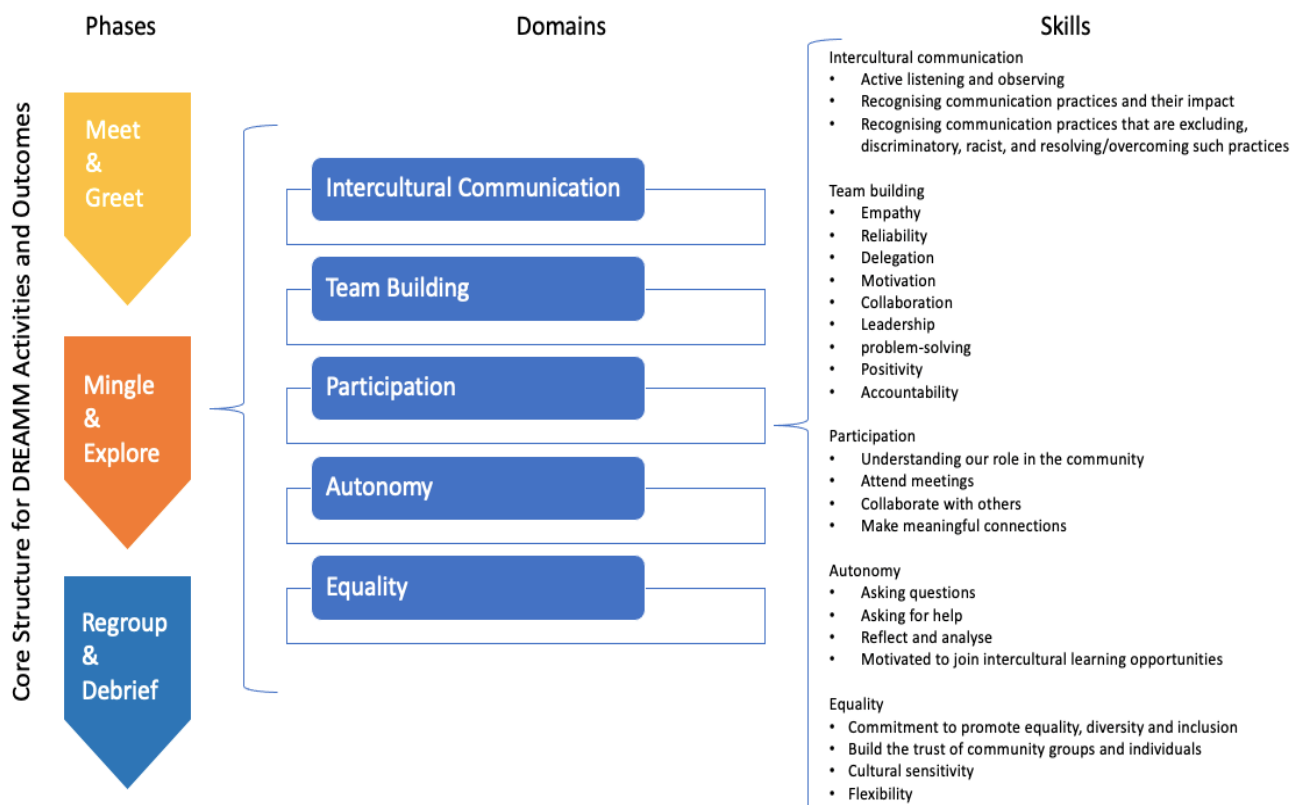 Phases
Domains
Skills
Core Structure for DREAMM Activities and Outcomes
Meet
&
Greet
Mingle
&
Explore
Regroup
&
Debrief
Intercultural Communication
Team Building
Participation
Autonomy
Equality
Intercultural communication
• Active listening and observing
• Recognising communication practices and their impact
• Recognising communication practices that are excluding,
discriminatory, racist, and resolving/overcoming such practices
Team building
• Empathy
• Reliability
• Delegation
• Motivation
• Collaboration
• Leadership
• problem-solving
• Positivity
• Accountability
Participation
• Understanding our role in the community
• Attend meetings
• Collaborate with others
• Make meaningful connections
Autonomy
• Asking questions
• Asking for help
• Reflect and analyse
• Motivated to join intercultural learning opportunities
Equality
• Commitment to promote equality, diversity and inclusion
• Build the trust of community groups and individuals
• Cultural sensitivity
• Flexibility